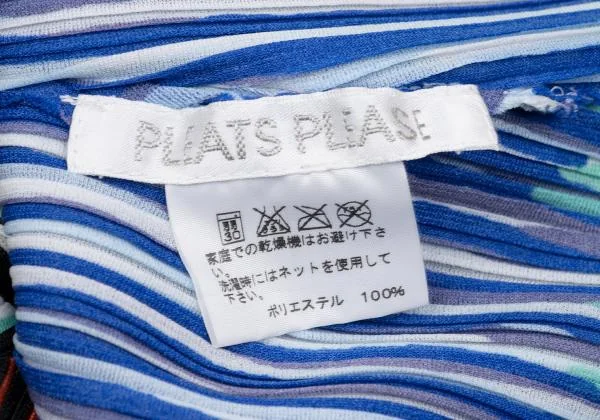 PLEATS PLEASE
弱
30
家庭での乾燥機はお避け下さ
い。
洗濯時にはネットを使用して
下さい。
ポリエステル 100%